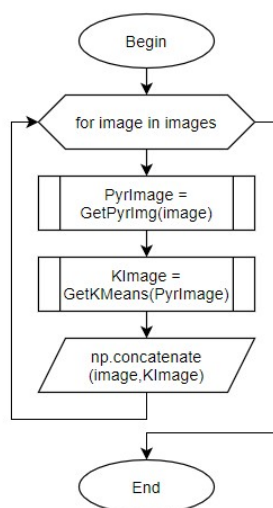 Begin
for image in images
PyrImage =
GetPyrImg(image)
KImage =
GetKMeans(PyrImage)
np.concatenate
(image,KImage)
End